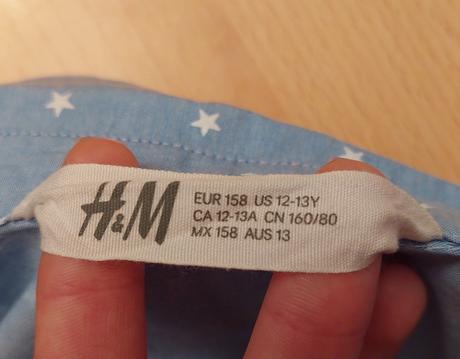 H&M
EUR 158 US 12-13Y
CA 12-13A CN 160/80
MX 158 AUS 13